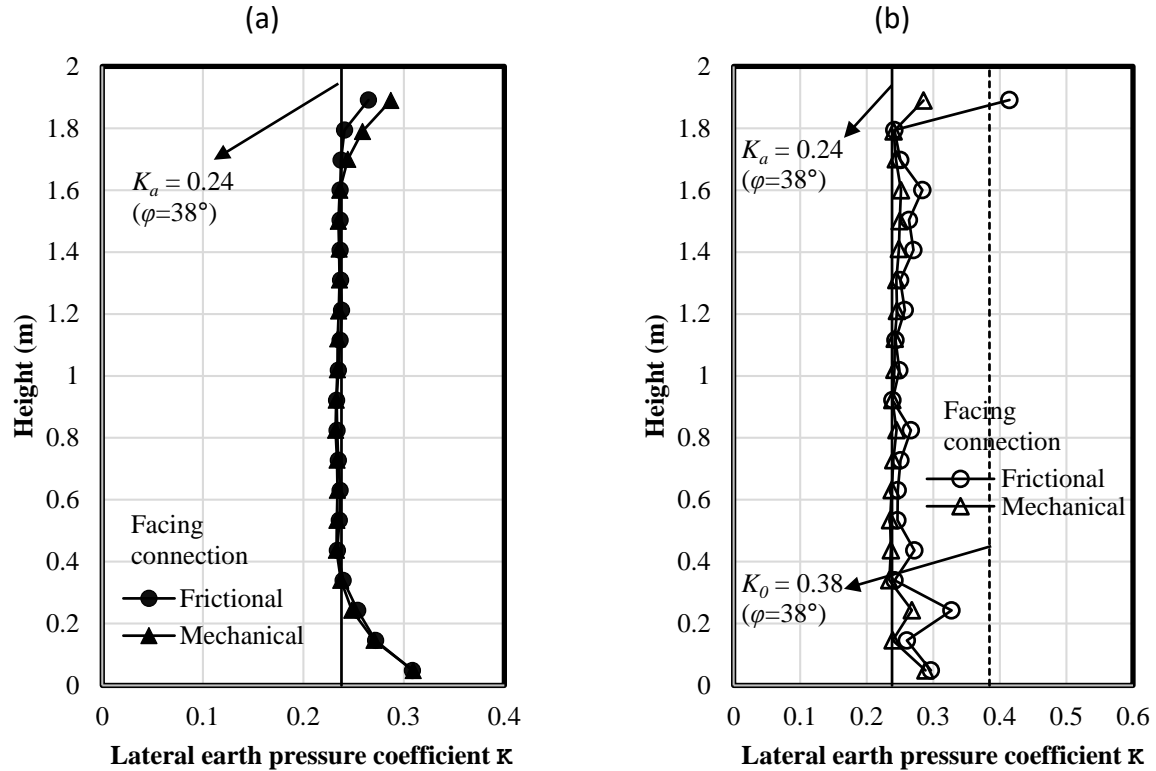 (a)
2
1.8
1.6
1.4
1.2
1
0.8
0.6
0.4
0.2
0
Height (m)
Kₐ = 0.24
(φ=38°)
Facing
connection
Frictional
Mechanical
0 0.1 0.2 0.3 0.4
Lateral earth pressure coefficient K
(b)
2
1.8
1.6
1.4
1.2
1
0.8
0.6
0.4
0.2
0
Height (m)
Kₐ = 0.24
(φ=38°)
Facing
connection
Frictional
Mechanical
K₀ = 0.38
(φ=38°)
0 0.1 0.2 0.3 0.4 0.5 0.6
Lateral earth pressure coefficient K